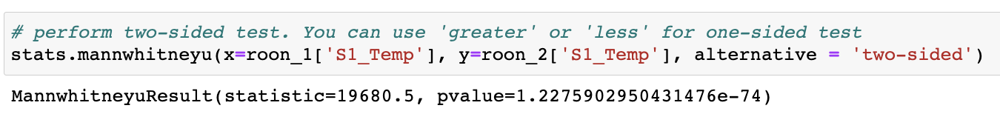 # perform two-sided test. You can use 'greater' or 'less' for one-sided test
stats.mannwhitneyu(x=roon_1['S1_Temp'], y=roon_2['S1_Temp'], alternative = 'two-sided')
MannwhitneyuResult(statistic=19680.5, pvalue=1.2275902950431476e-74)